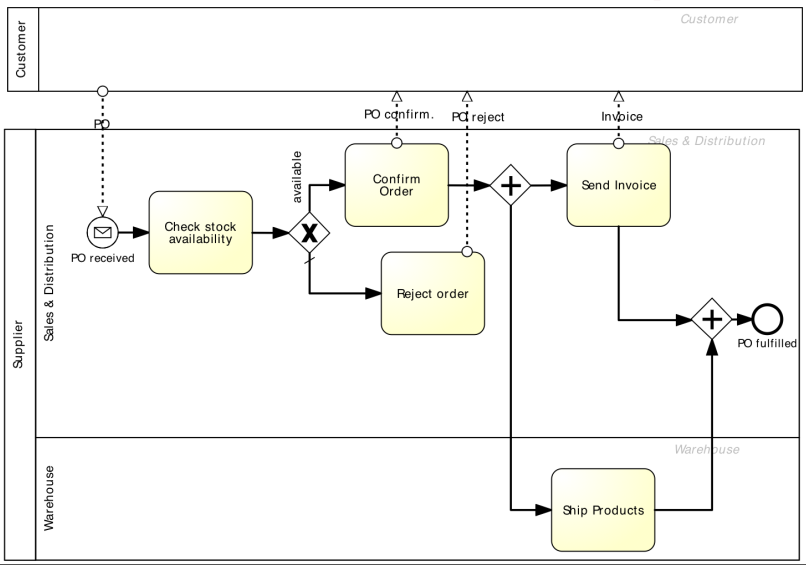 Customer
Customer
PO
PO confirm.
PO reject
Invoice
Supplier
Sales & Distribution
Sales & Distribution
PO received
Check stock
availability
available
X
Confirm
Order
Reject order
Send Invoice
PO fulfilled
Warehouse
Warehouse
Ship Products